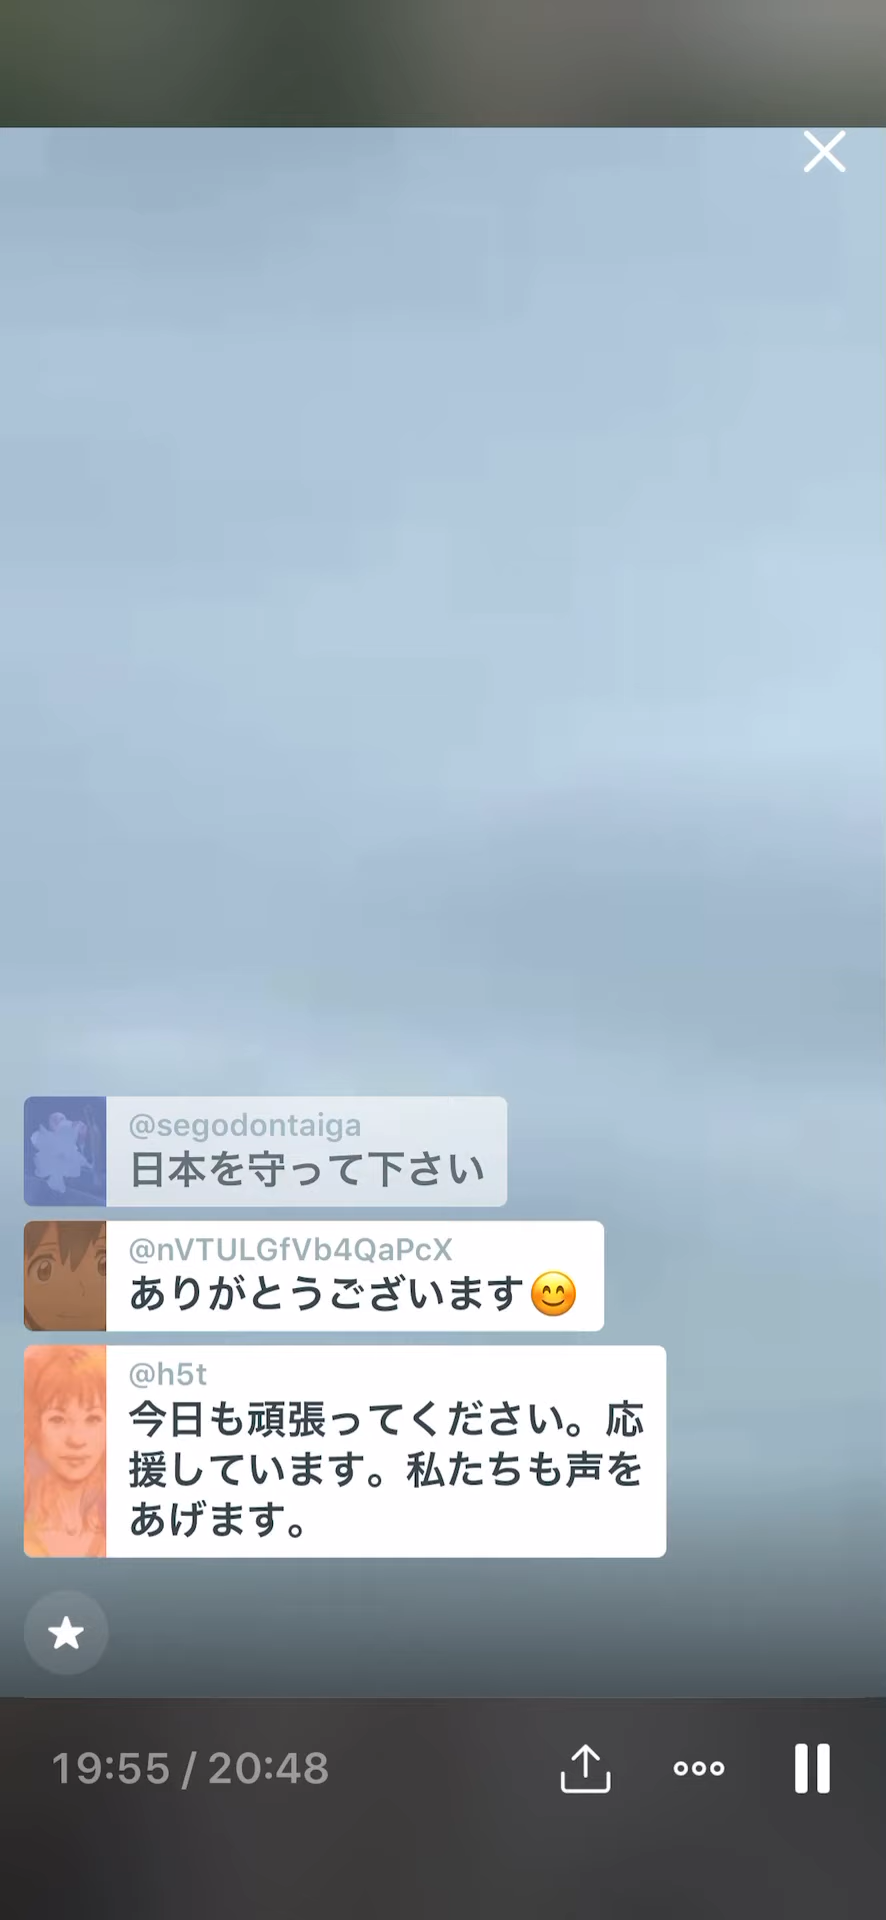 @segodontaiga
日本を守って下さい
@nVTULGfVb4QaPcX
ありがとうございます😊
@h5t
今日も頑張ってください。応
援しています。私たちも声を
あげます。
19:55 / 20:48